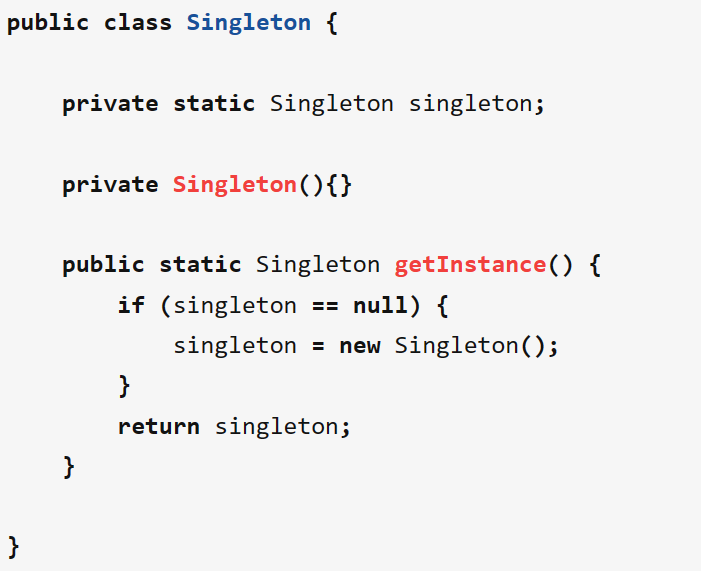 public class Singleton {
    private static Singleton singleton;
    private Singleton(){}
    public static Singleton getInstance() {
        if (singleton == null) {
            singleton = new Singleton();
        }
        return singleton;
    }
}